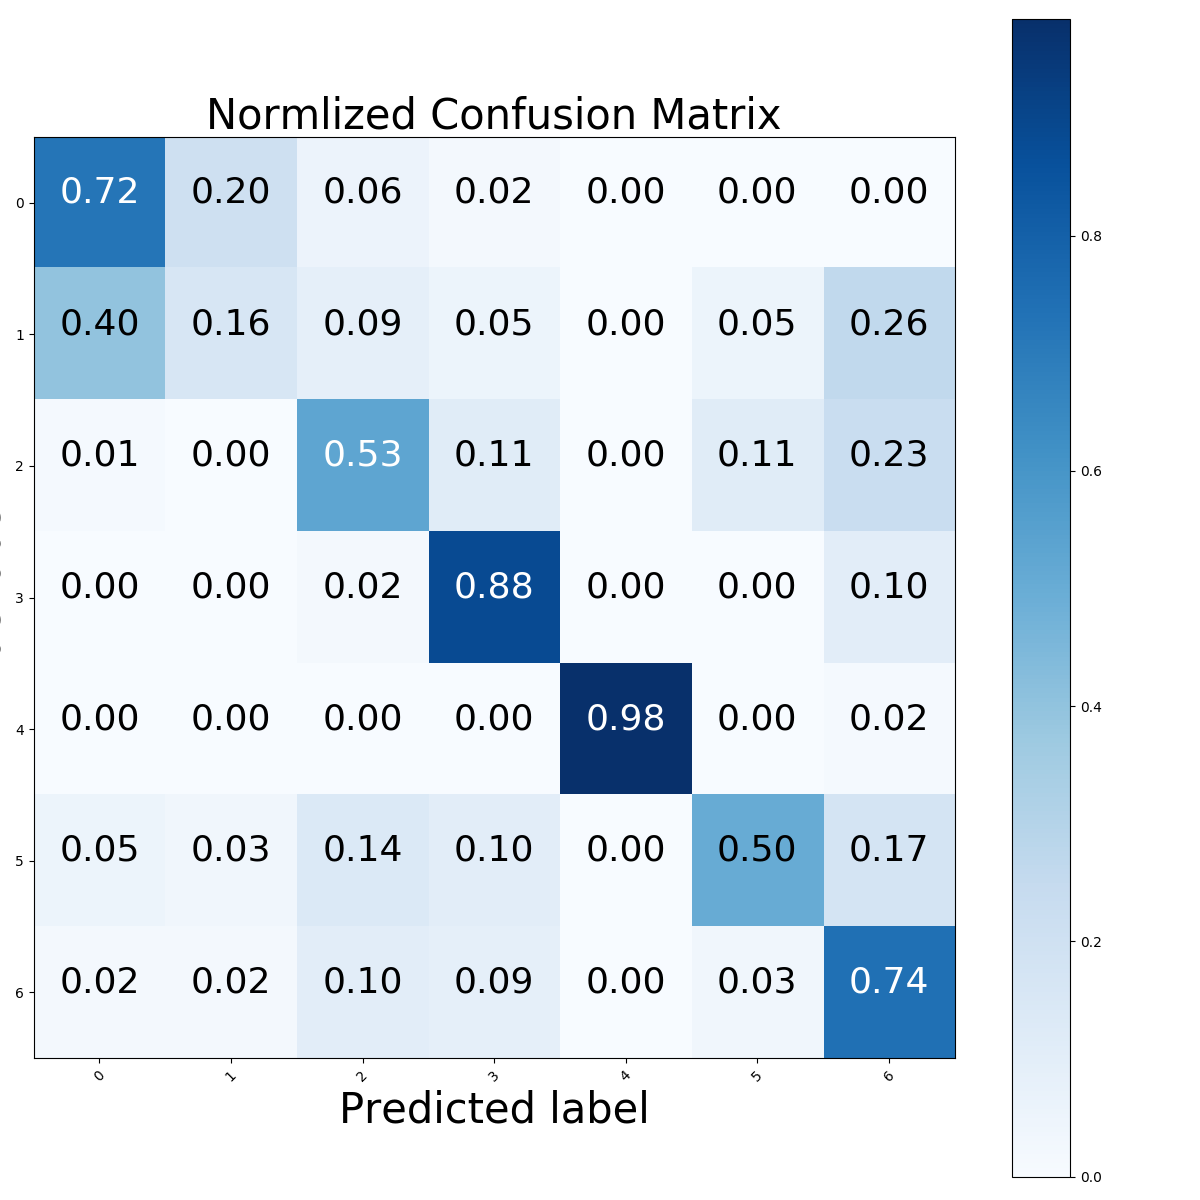 Normlized Confusion Matrix
0 0.72 0.20 0.06 0.02 0.00 0.00 0.00
1 0.40 0.16 0.09 0.05 0.00 0.05 0.26
2 0.01 0.00 0.53 0.11 0.00 0.11 0.23
3 0.00 0.00 0.02 0.88 0.00 0.00 0.10
4 0.00 0.00 0.00 0.00 0.98 0.00 0.02
5 0.05 0.03 0.14 0.10 0.00 0.50 0.17
6 0.02 0.02 0.10 0.09 0.00 0.03 0.74
0 1 2 3 4 5 6
Predicted label
0.8
0.6
0.4
0.2
0.0